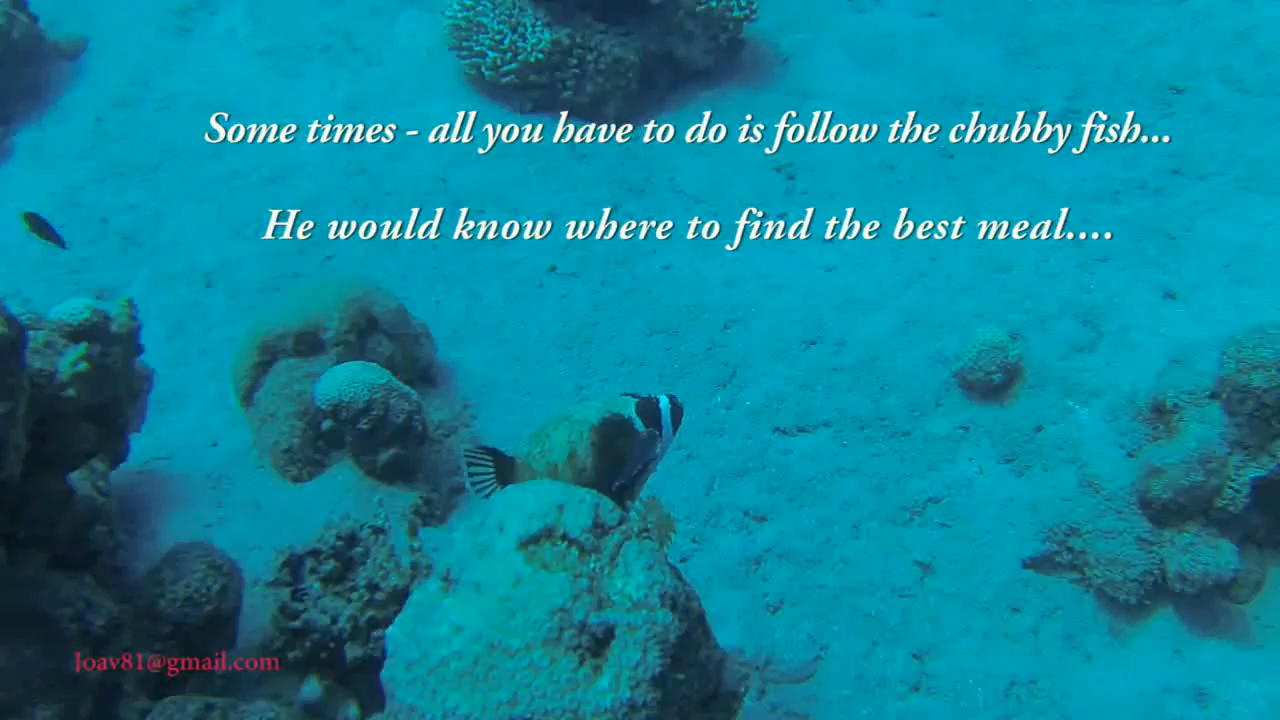 Some times - all you have to do is follow the chubby fish...
He would know where to find the best meal....
Joav81@gmail.com